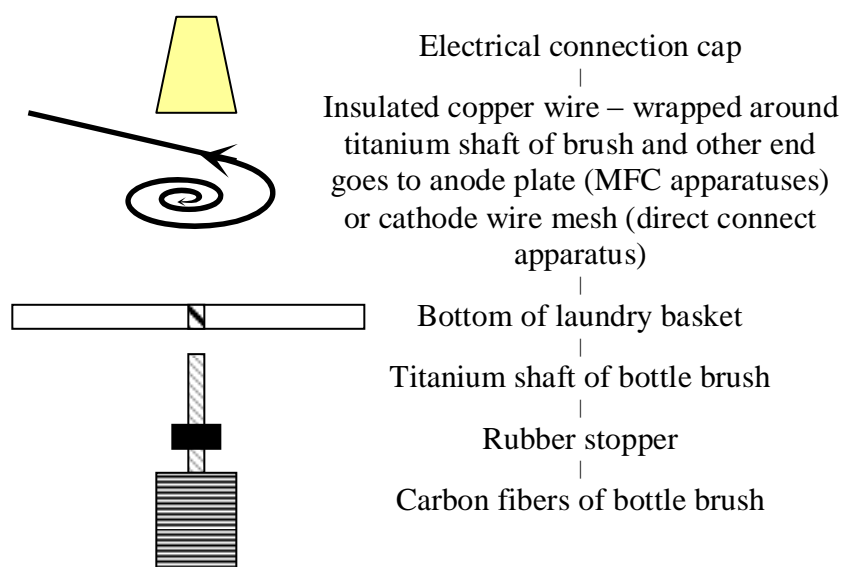 Electrical connection cap
|
Insulated copper wire – wrapped around
titanium shaft of brush and other end
goes to anode plate (MFC apparatuses)
or cathode wire mesh (direct connect
apparatus)
|
Bottom of laundry basket
|
Titanium shaft of bottle brush
|
Rubber stopper
|
Carbon fibers of bottle brush